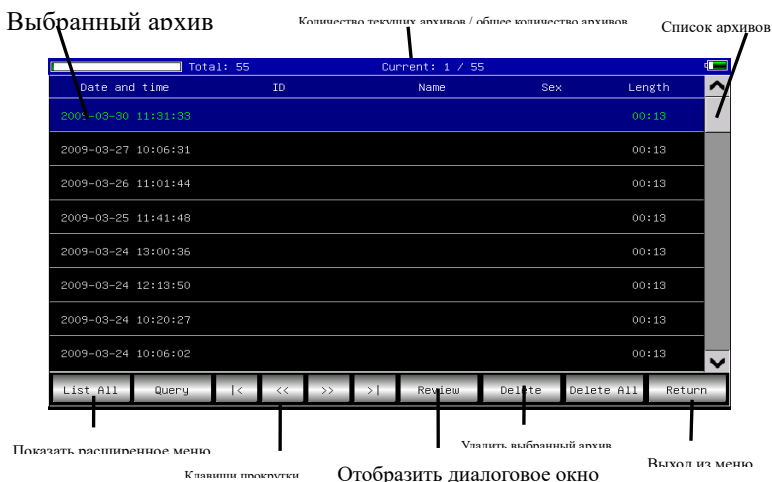 Выбранный архив
Количество текущих архивов / общее количество архивов
Список архивов
Total: 55 Current: 1 / 55
Date and time ID Name Sex Length
2009-03-30 11:31:33 00:13
2009-03-27 10:06:31 00:13
2009-03-26 11:01:44 00:13
2009-03-25 11:41:48 00:13
2009-03-24 13:00:36 00:13
2009-03-24 12:13:50 00:13
2009-03-24 10:20:27 00:13
2009-03-24 10:06:02 00:13
List All Query |< << >> >| Review Delete Delete All Return
Показать расширенное меню
Клавиши прокрутки
Отобразить диалоговое окно
Удалить выбранный архив
Выход из меню